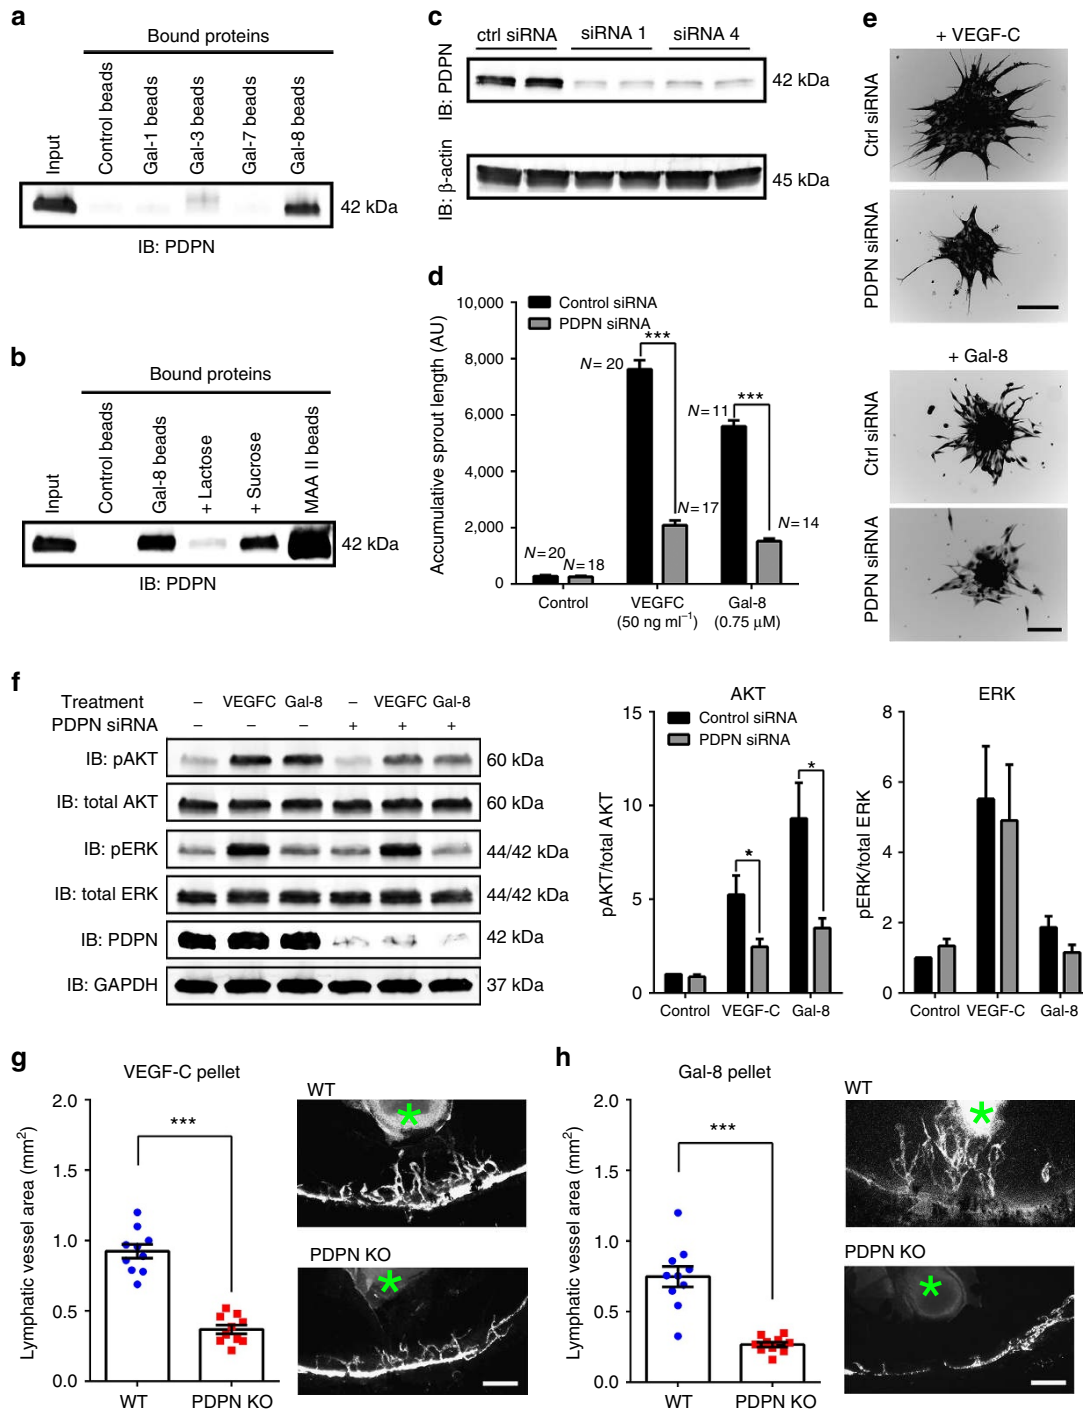 a
Bound proteins
Input
Control beads
Gal-1 beads
Gal-3 beads
Gal-7 beads
Gal-8 beads
42 kDa
IB: PDPN
b
Bound proteins
Input
Control beads
Gal-8 beads
+ Lactose
+ Sucrose
MAA II beads
42 kDa
IB: PDPN
c
ctrl siRNA siRNA 1 siRNA 4
IB: PDPN
42 kDa
IB: β-actin
45 kDa
d
Accumulative sprout length (AU)
10,000
8,000
6,000
4,000
2,000
0
Control siRNA
PDPN siRNA
***
***
N=20
N=18
N=20
N=17
N=11
N=14
Control
VEGFC
(50 ng ml⁻¹)
Gal-8
(0.75 μM)
e
+ VEGF-C
Ctrl siRNA
PDPN siRNA
+ Gal-8
Ctrl siRNA
PDPN siRNA
f
Treatment – VEGFC Gal-8 – VEGFC Gal-8
PDPN siRNA – – – + + +
IB: pAKT 60 kDa
IB: total AKT 60 kDa
IB: pERK 44/42 kDa
IB: total ERK 44/42 kDa
IB: PDPN 42 kDa
IB: GAPDH 37 kDa
AKT
pAKT/total AKT
15
10
5
0
Control siRNA
PDPN siRNA
*
*
Control VEGF-C Gal-8
ERK
pERK/total ERK
8
6
4
2
0
Control VEGF-C Gal-8
g
VEGF-C pellet
Lymphatic vessel area (mm²)
2.0
1.5
1.0
0.5
0.0
***
WT PDPN KO
WT
*
PDPN KO
*
h
Gal-8 pellet
Lymphatic vessel area (mm²)
2.0
1.5
1.0
0.5
0.0
***
WT PDPN KO
WT
*
PDPN KO
*